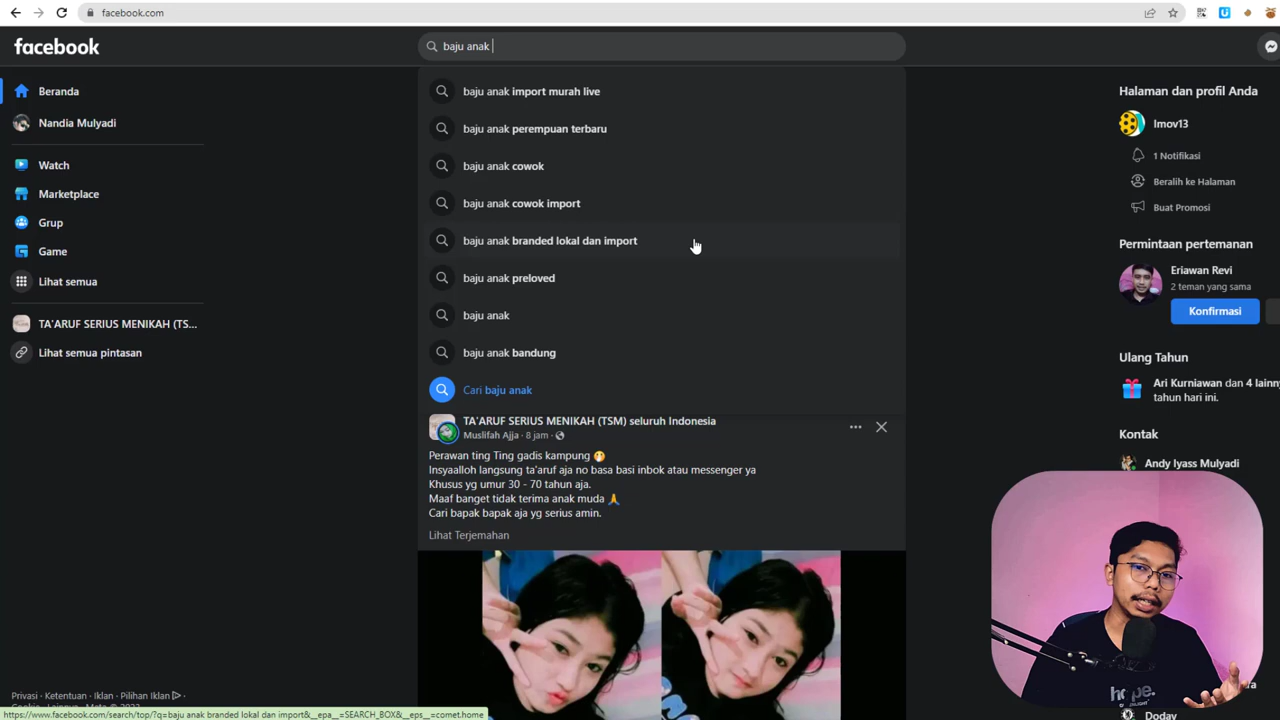 facebook.com
facebook
baju anak
Beranda
Nandia Mulyadi
Watch
Marketplace
Grup
Game
Lihat semua
TA'ARUF SERIUS MENIKAH (TS...
Lihat semua pintasan
Privasi · Ketentuan · Iklan · Pilihan Iklan
baju anak import murah live
baju anak perempuan terbaru
baju anak cowok
baju anak cowok import
baju anak branded lokal dan import
baju anak preloved
baju anak
baju anak bandung
Cari baju anak
TA'ARUF SERIUS MENIKAH (TSM) seluruh Indonesia
Muslifah Ajja · 8 jam ·
Perawan ting Ting gadis kampung 🤭
Insyaalloh langsung ta'aruf aja no basa basi inbok atau messenger ya
Khusus yg umur 30 - 70 tahun aja.
Maaf banget tidak terima anak muda 🙏
Cari bapak bapak aja yg serius amin.
Lihat Terjemahan
Halaman dan profil Anda
Imov13
1 Notifikasi
Beralih ke Halaman
Buat Promosi
Permintaan pertemanan
Eriawan Revi
2 teman yang sama
Konfirmasi
Ulang Tahun
Ari Kurniawan dan 4 lainny
tahun hari ini.
Kontak
Andy Iyass Mulyadi
hope.
Doday
https://www.facebook.com/search/top/?q=baju anak branded lokal dan import&__epa__=SEARCH_BOX&__eps__=comet.home